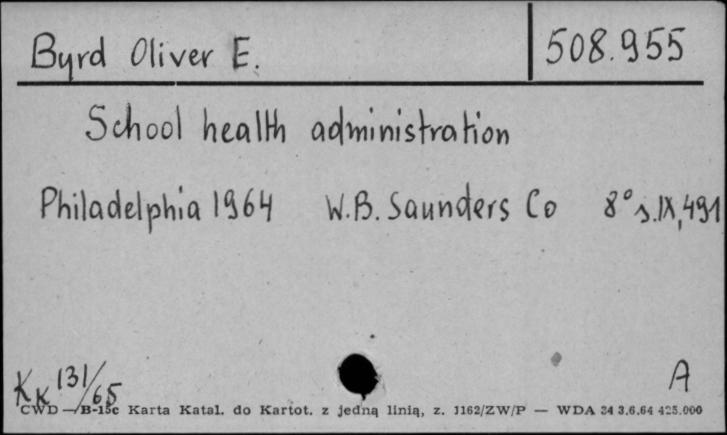 Byrd Oliver E. 508.955
School health administration
Philadelphia 1964 W.B. Saunders Co 8° s.IX,491
KK 131/65 A
CWD — B-15c Karta Katal. do Kartot. z jedną linią, z. 1162/ZW/P — WDA 34 3.6.64 425.000